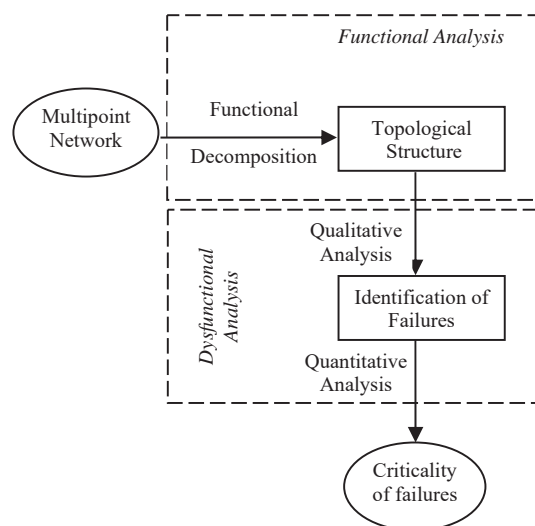 Functional Analysis
Multipoint
Network
Functional
Decomposition
Topological
Structure
Qualitative
Analysis
Dysfunctional
Analysis
Identification of
Failures
Quantitative
Analysis
Criticality
of failures